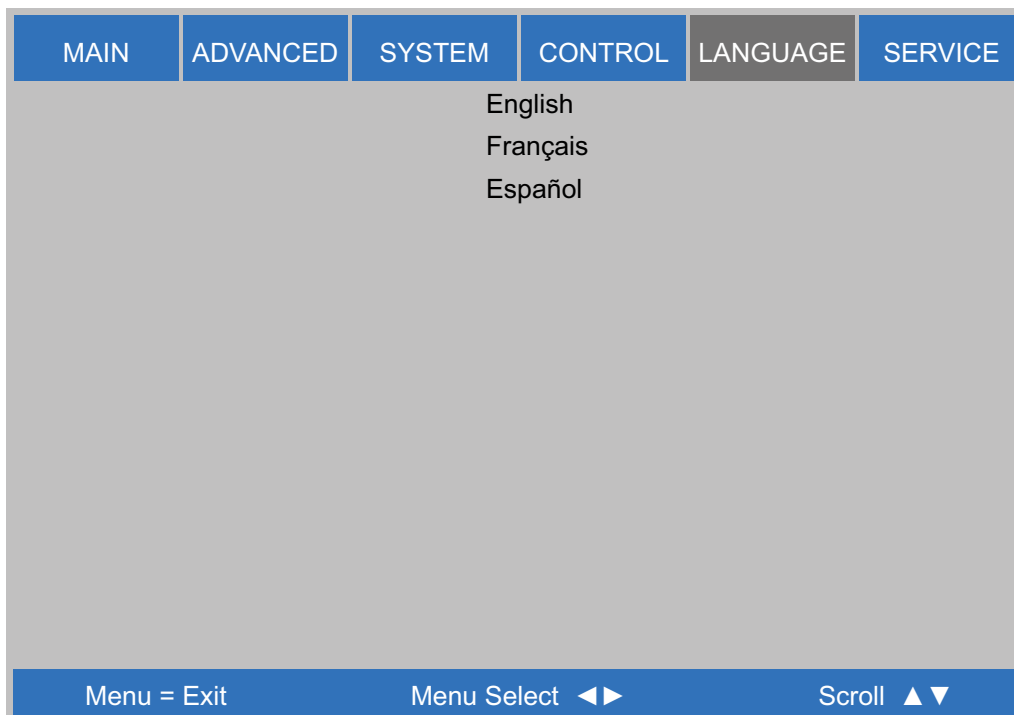 MAIN ADVANCED SYSTEM CONTROL LANGUAGE SERVICE
English
Français
Español
Menu = Exit Menu Select ◄► Scroll ▲▼